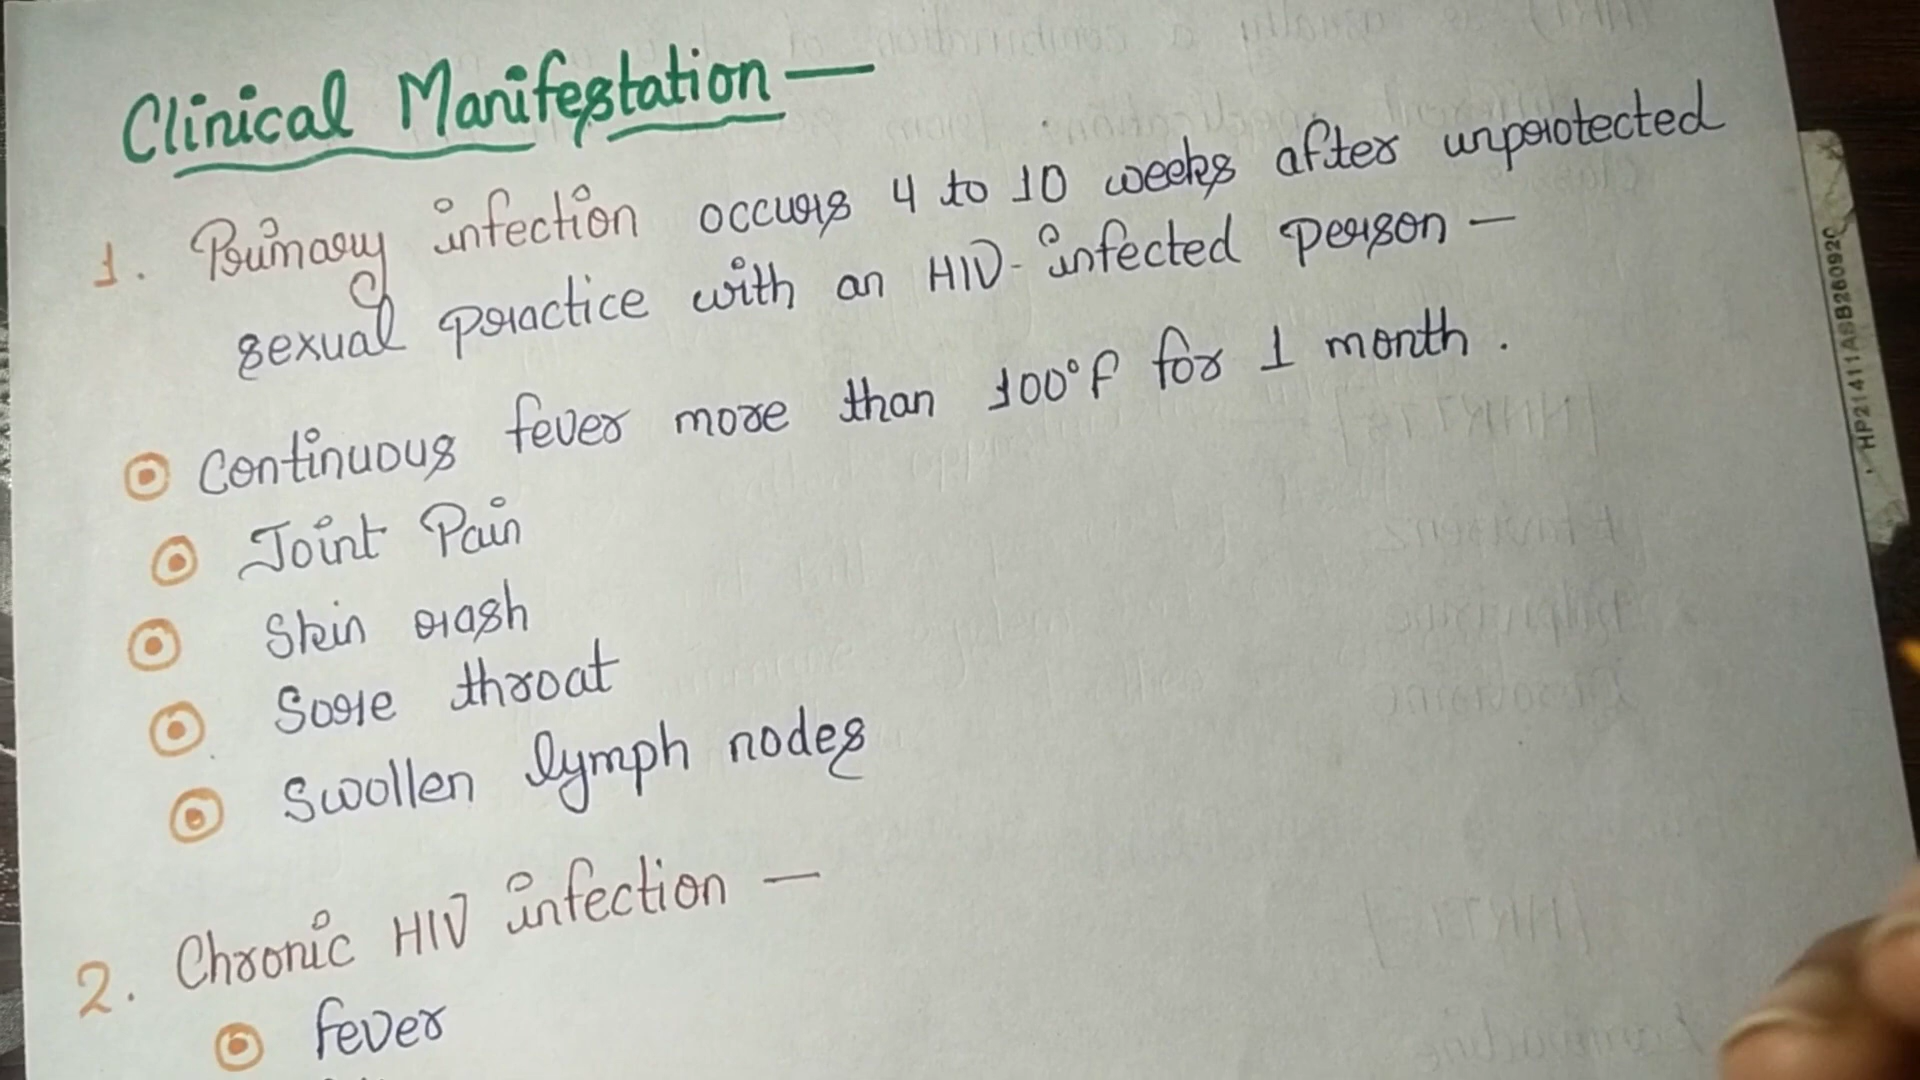 Clinical Manifestation —
1. Primary infection occurs 4 to 10 weeks after unprotected
sexual practice with an HIV-infected person —
Continuous fever more than 100°F for 1 month.
Joint Pain
Skin rash
Sore throat
Swollen lymph nodes
2. Chronic HIV infection —
fever